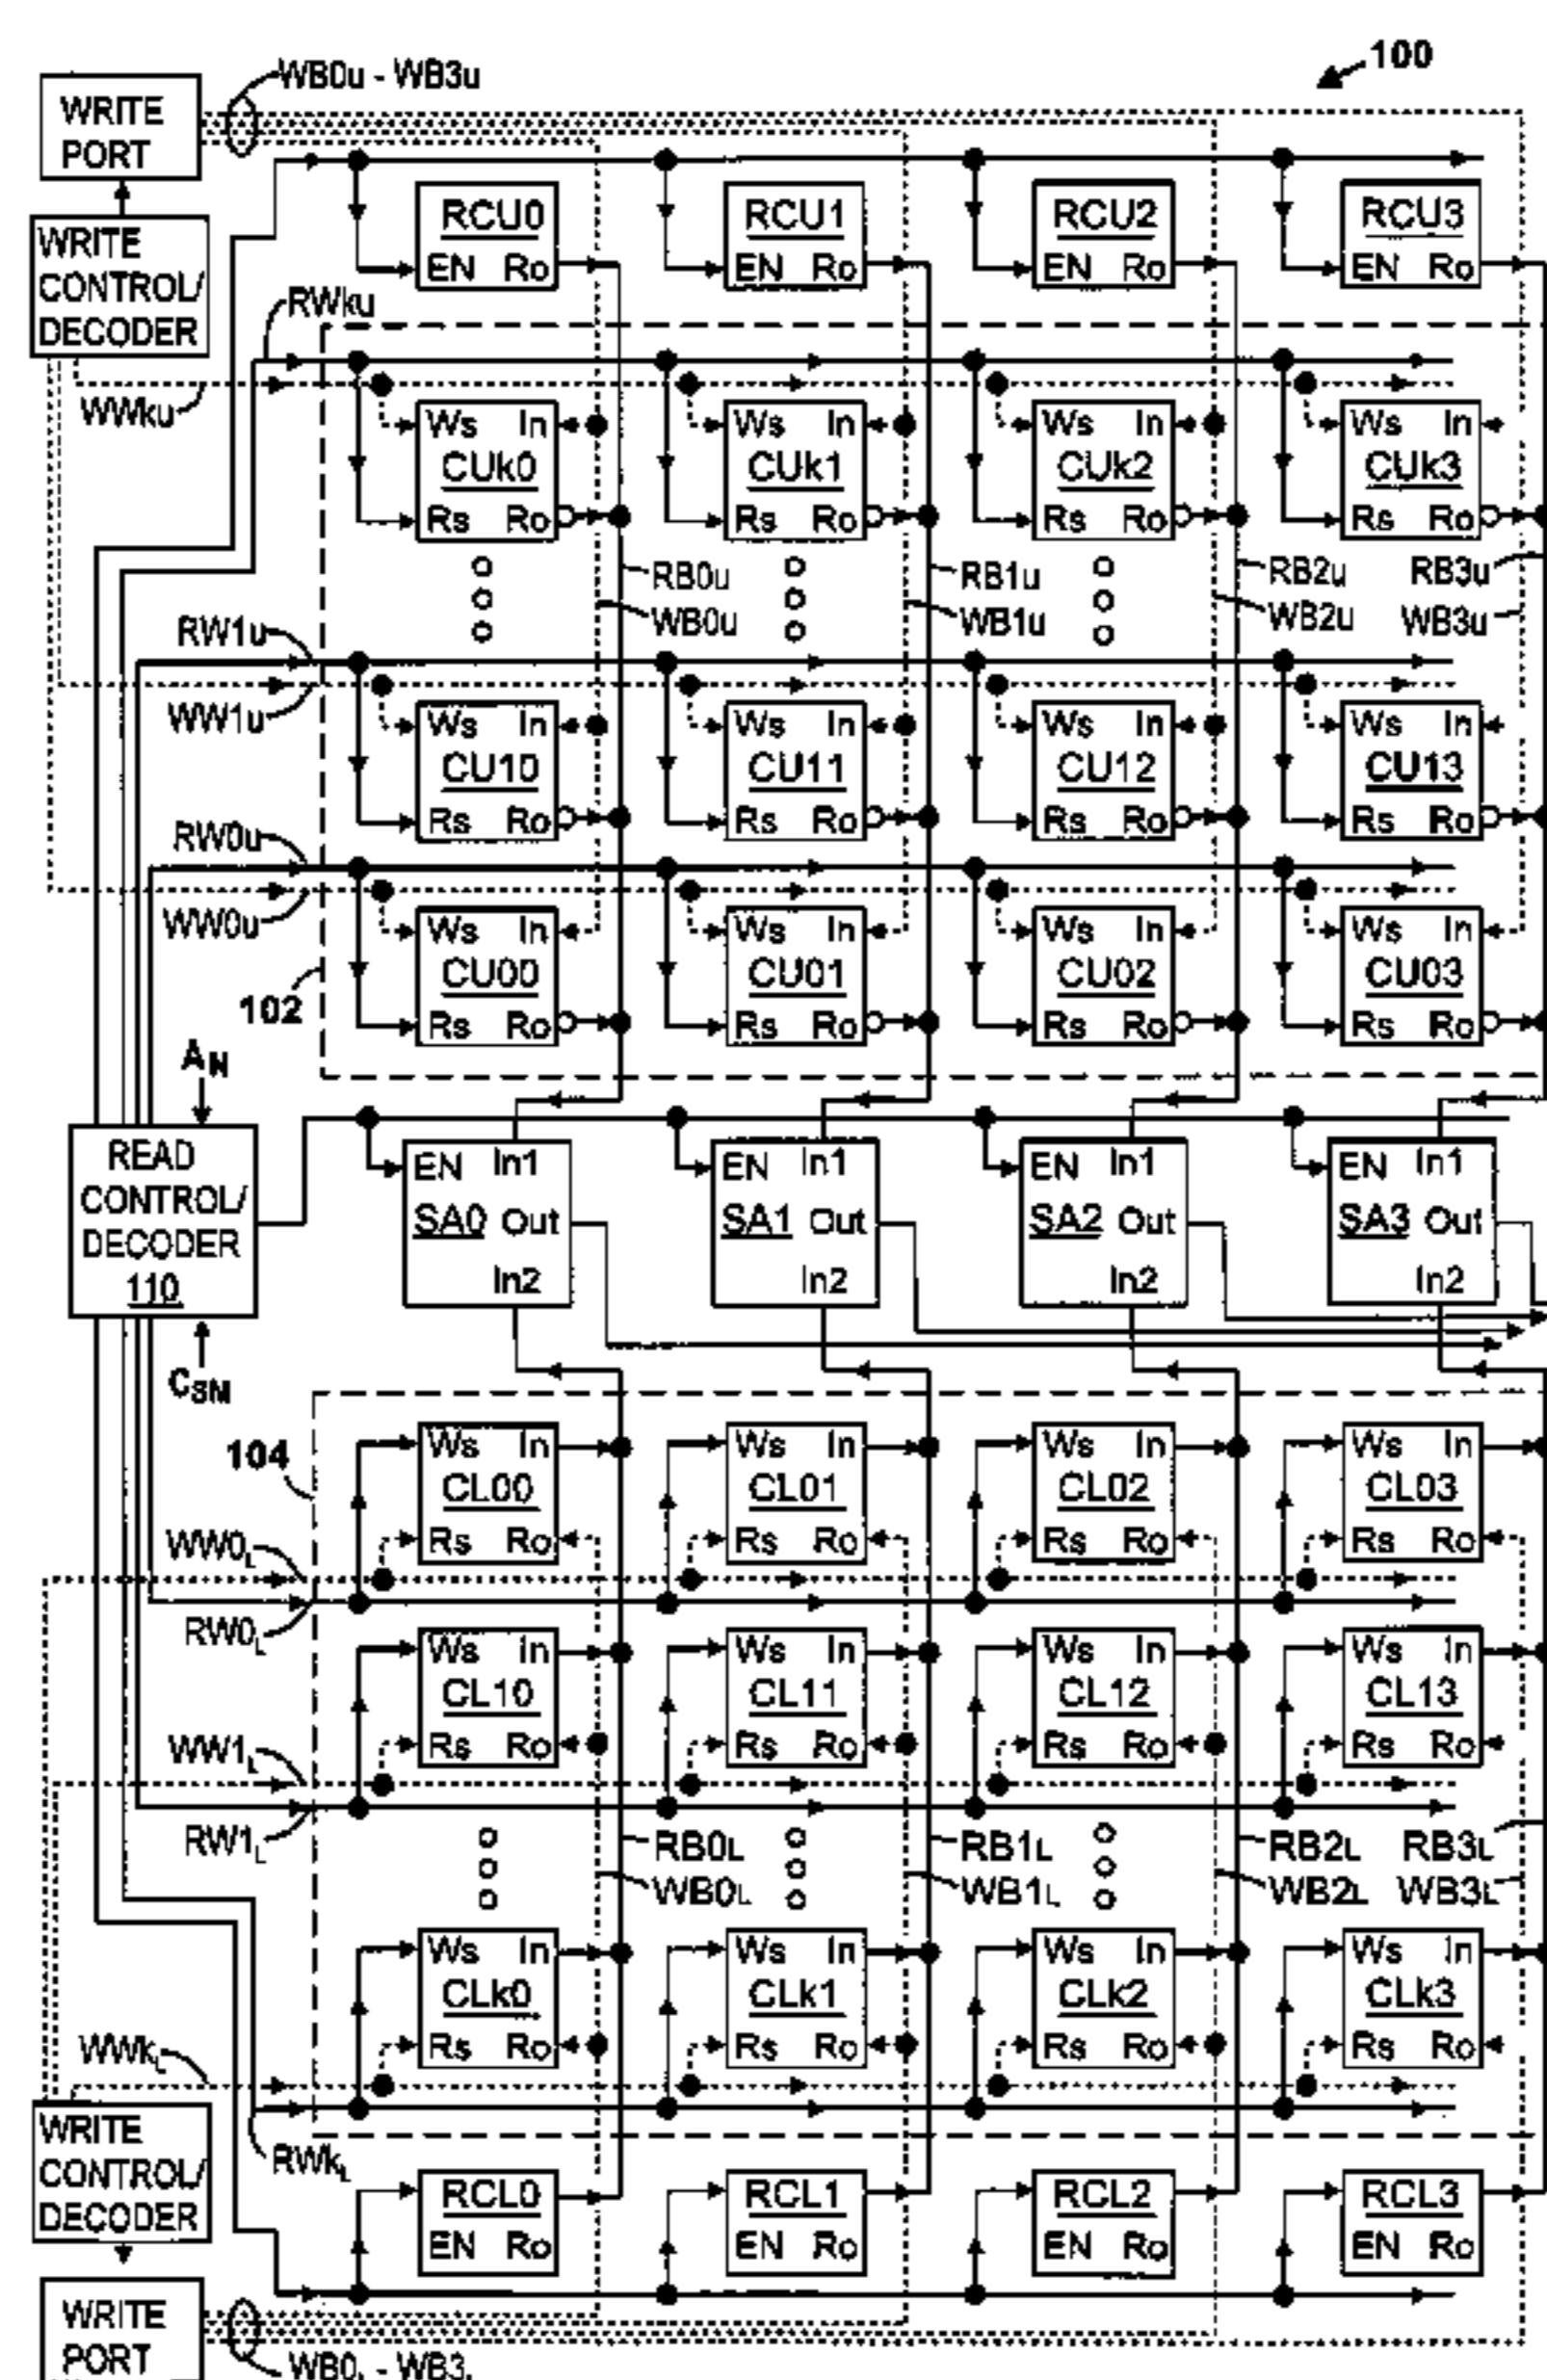 100
WB0u - WB3u
WRITE
PORT
WRITE
CONTROL/
DECODER
RCU0 RCU1 RCU2 RCU3
EN Ro EN Ro EN Ro EN Ro
RWku
WWku
Ws In Ws In Ws In Ws In
CUk0 CUk1 CUk2 CUk3
Rs Ro Rs Ro Rs Ro Rs Ro
RB0u RB1u RB2u RB3u
WB0u WB1u WB2u WB3u
RW1u
WW1u
Ws In Ws In Ws In Ws In
CU10 CU11 CU12 CU13
Rs Ro Rs Ro Rs Ro Rs Ro
RW0u
WW0u
Ws In Ws In Ws In Ws In
CU00 CU01 CU02 CU03
102
Rs Ro Rs Ro Rs Ro Rs Ro
AN
READ
CONTROL/
DECODER
110
EN In1 EN In1 EN In1 EN In1
SA0 Out SA1 Out SA2 Out SA3 Out
In2 In2 In2 In2
CSM
104
Ws In Ws In Ws In Ws In
CL00 CL01 CL02 CL03
Rs Ro Rs Ro Rs Ro Rs Ro
WW0L
RW0L
Ws In Ws In Ws In Ws In
CL10 CL11 CL12 CL13
Rs Ro Rs Ro Rs Ro Rs Ro
WW1L
RW1L
RB0L RB1L RB2L RB3L
WB0L WB1L WB2L WB3L
Ws In Ws In Ws In Ws In
CLk0 CLk1 CLk2 CLk3
Rs Ro Rs Ro Rs Ro Rs Ro
WWkL
WRITE
CONTROL/
DECODER
RWkL
RCL0 RCL1 RCL2 RCL3
EN Ro EN Ro EN Ro EN Ro
WRITE
PORT
WB0L - WB3L